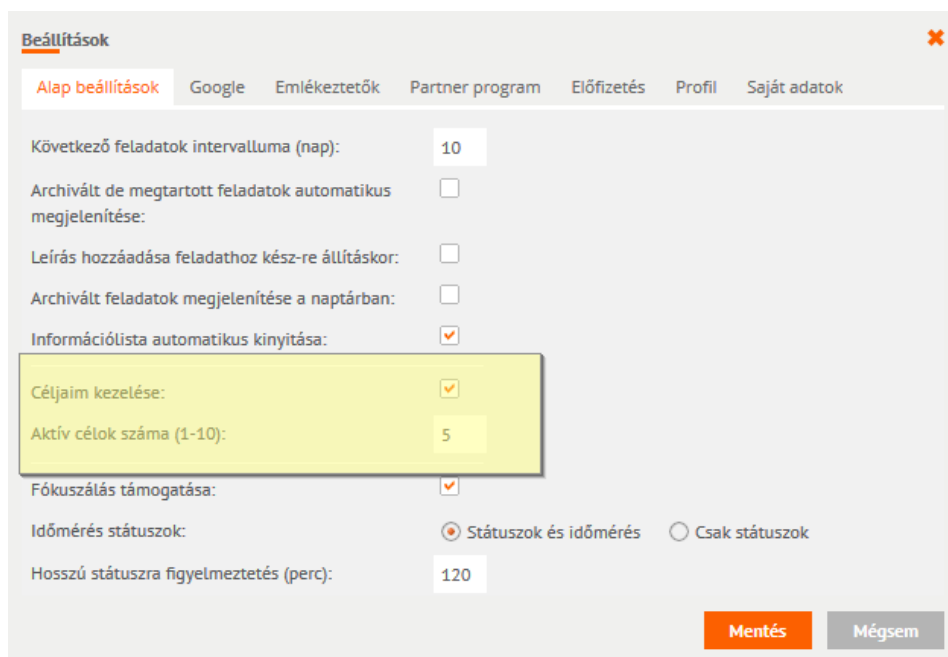 Beállítások
Alap beállítások Google Emlékeztetők Partner program Előfizetés Profil Saját adatok
Következő feladatok intervalluma (nap): 10
Archivált de megtartott feladatok automatikus
megjelenítése:
Leírás hozzáadása feladathoz kész-re állításkor:
Archivált feladatok megjelenítése a naptárban:
Információlista automatikus kinyitása:
Céljaim kezelése:
Aktív célok száma (1-10): 5
Fókuszálás támogatása:
Időmérés státuszok: Státuszok és időmérés Csak státuszok
Hosszú státuszra figyelmeztetés (perc): 120
Mentés Mégsem